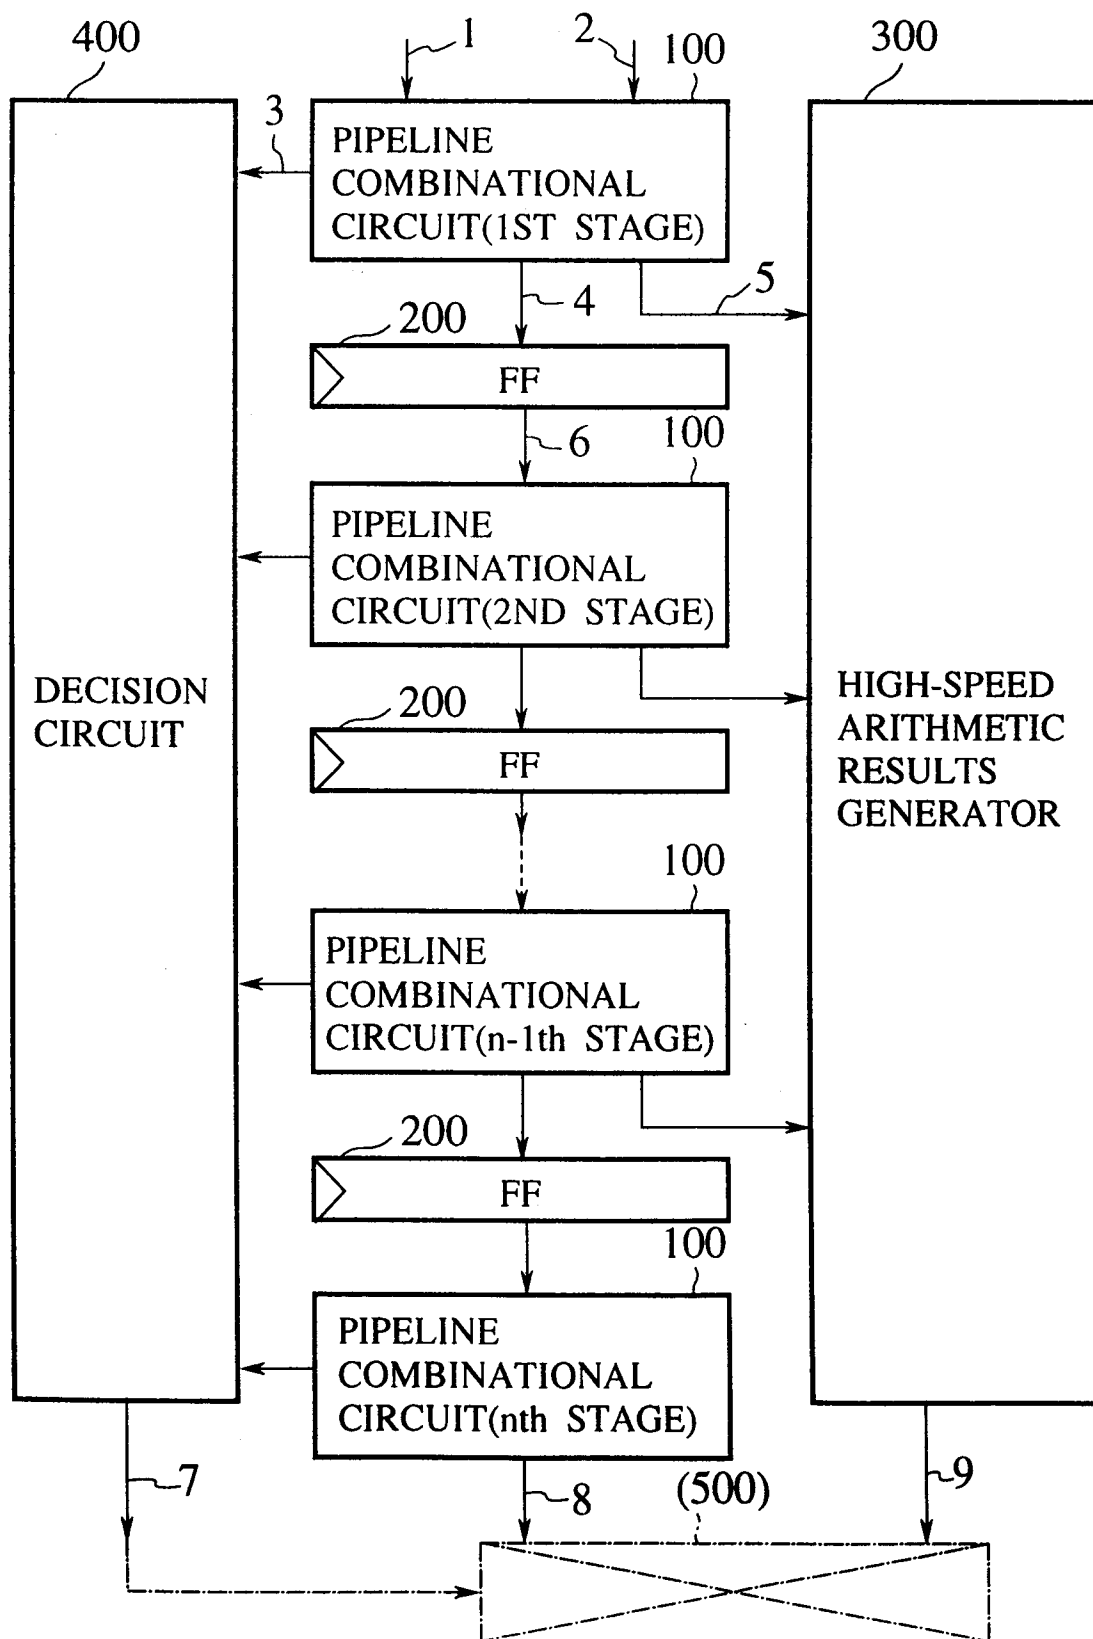 400
1
2
100
300
3
PIPELINE
COMBINATIONAL
CIRCUIT(1ST STAGE)
4
5
200
FF
6
100
PIPELINE
COMBINATIONAL
CIRCUIT(2ND STAGE)
DECISION
CIRCUIT
HIGH-SPEED
ARITHMETIC
RESULTS
GENERATOR
200
FF
100
PIPELINE
COMBINATIONAL
CIRCUIT(n-1th STAGE)
200
FF
100
PIPELINE
COMBINATIONAL
CIRCUIT(nth STAGE)
7
8
(500)
9